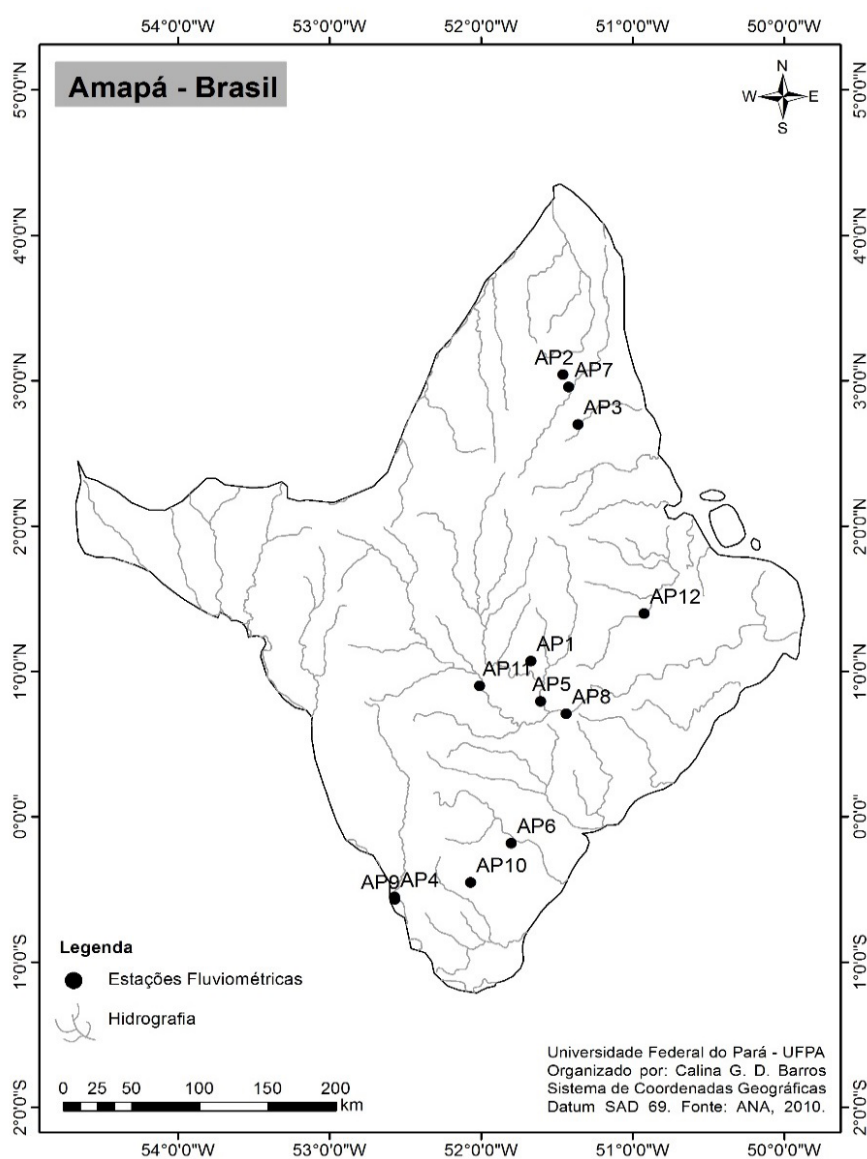 54°0'0"W 53°0'0"W 52°0'0"W 51°0'0"W 50°0'0"W
Amapá - Brasil
N
W E
S
5°0'0"N 5°0'0"N
4°0'0"N 4°0'0"N
AP2
AP7
3°0'0"N 3°0'0"N
AP3
2°0'0"N 2°0'0"N
AP12
AP1
AP11
1°0'0"N 1°0'0"N
AP5
AP8
0°0'0" 0°0'0"
AP6
AP10
AP9 AP4
Legenda
Estações Fluviométricas
1°0'0"S 1°0'0"S
Hidrografia
Universidade Federal do Pará - UFPA
Organizado por: Calina G. D. Barros
Sistema de Coordenadas Geográficas
Datum SAD 69. Fonte: ANA, 2010.
0 25 50 100 150 200
km
2°0'0"S 2°0'0"S
54°0'0"W 53°0'0"W 52°0'0"W 51°0'0"W 50°0'0"W